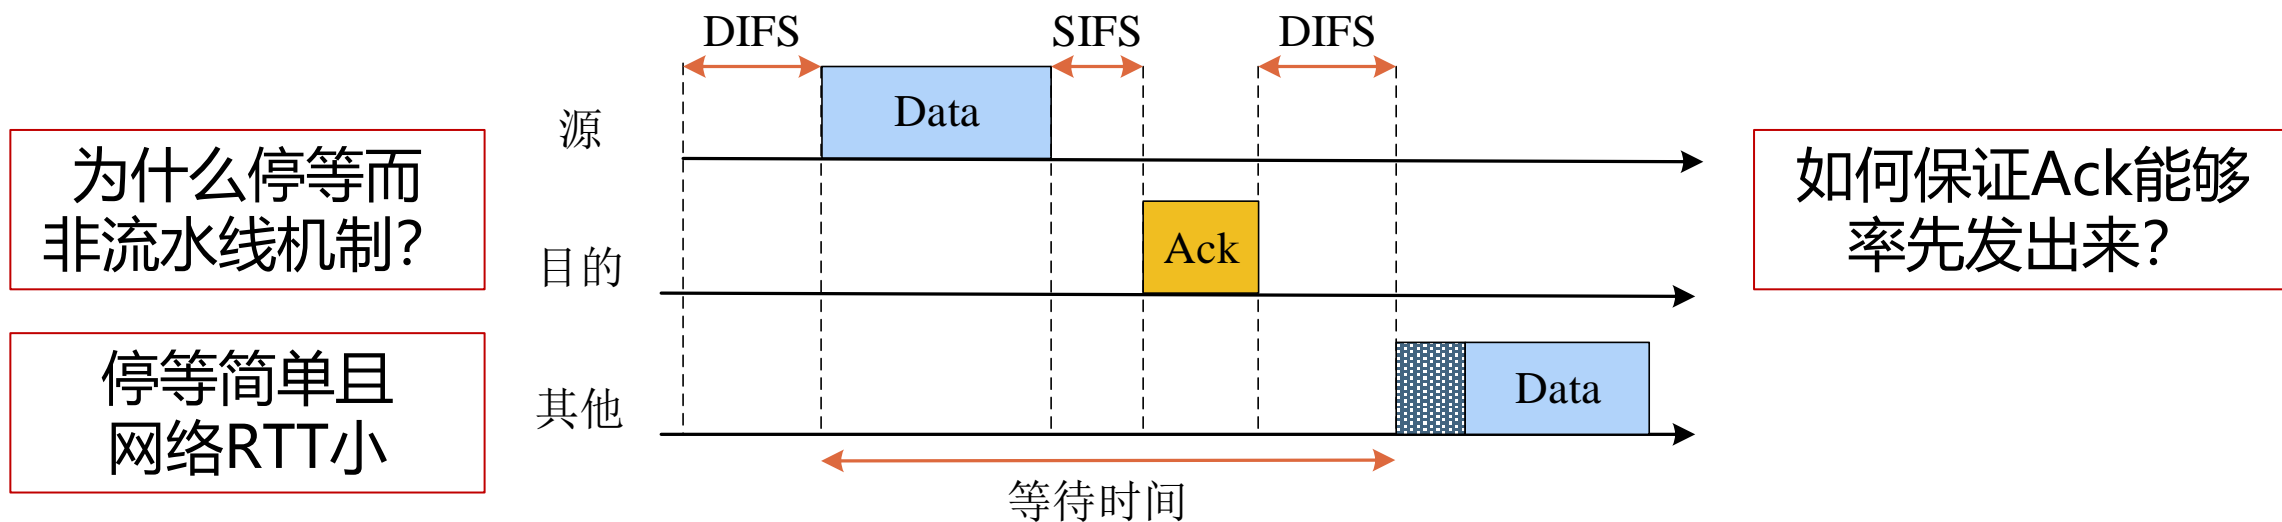 DIFS
SIFS
DIFS
源
Data
为什么停等而
非流水线机制？
如何保证Ack能够
率先发出来？
目的
Ack
停等简单且
网络RTT小
其他
Data
等待时间